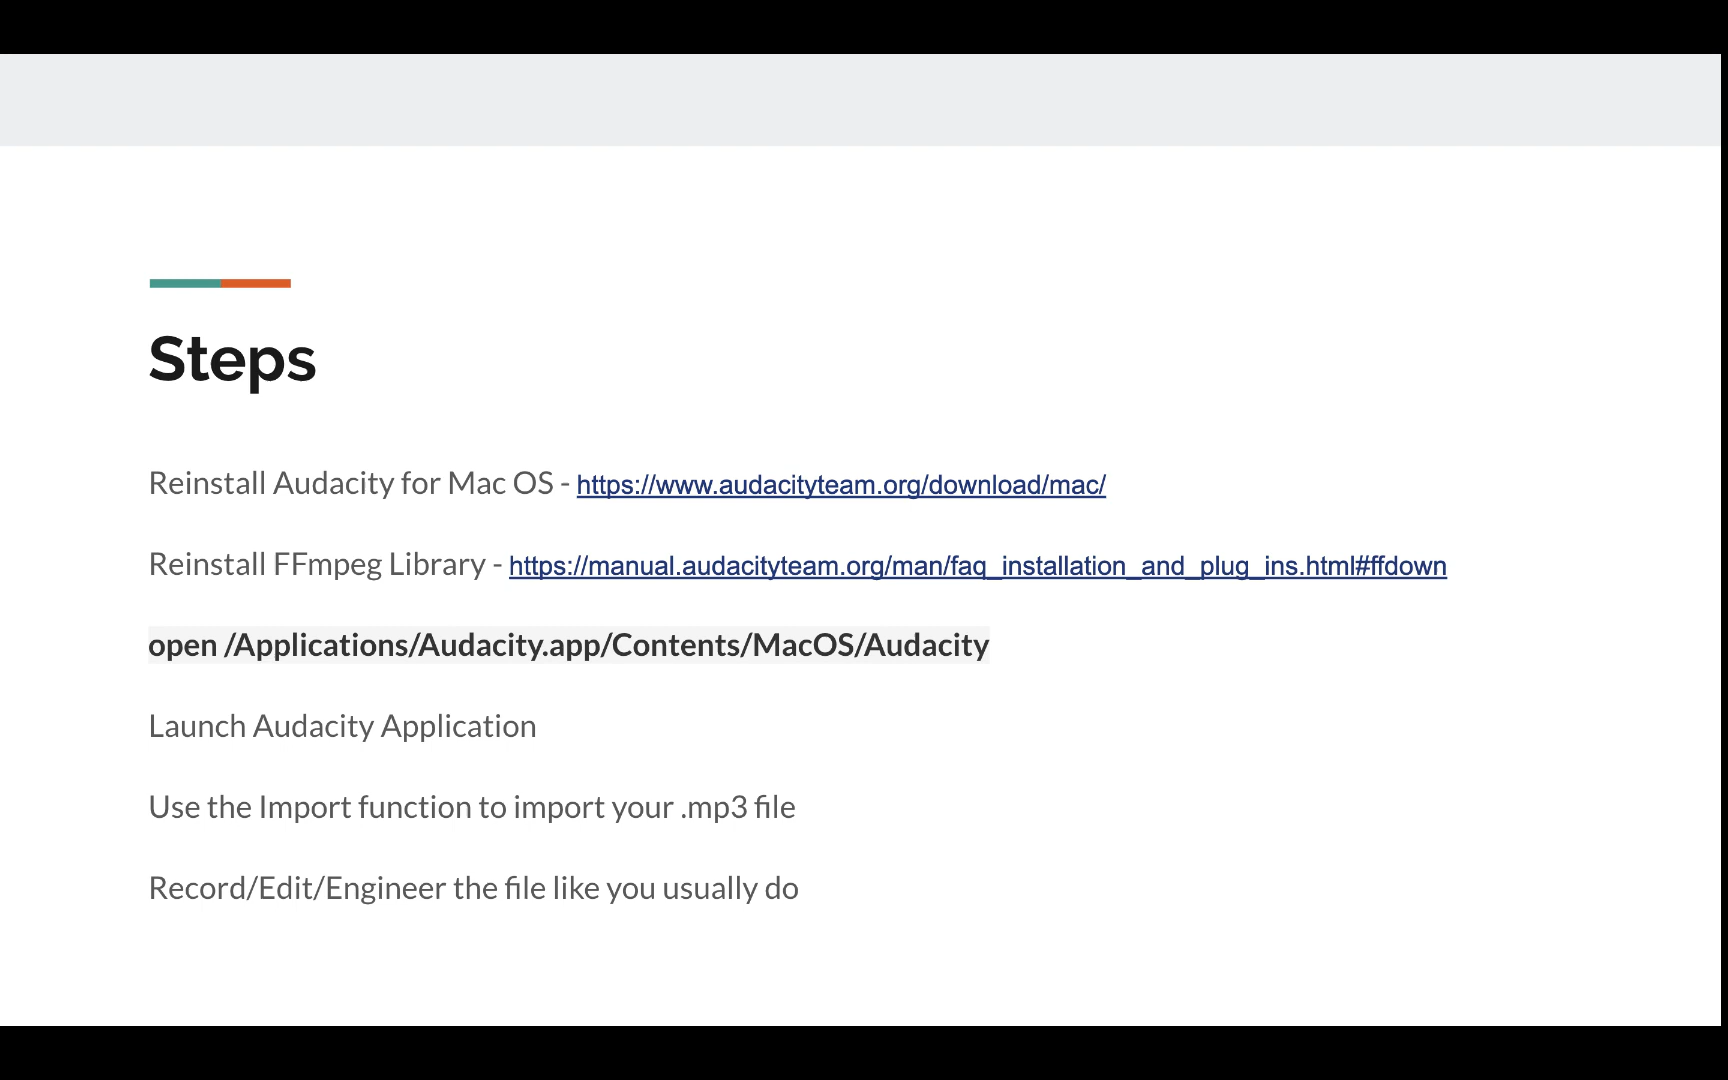 Steps
Reinstall Audacity for Mac OS - https://www.audacityteam.org/download/mac/
Reinstall FFmpeg Library - https://manual.audacityteam.org/man/faq_installation_and_plug_ins.html#ffdown
open /Applications/Audacity.app/Contents/MacOS/Audacity
Launch Audacity Application
Use the Import function to import your .mp3 file
Record/Edit/Engineer the file like you usually do